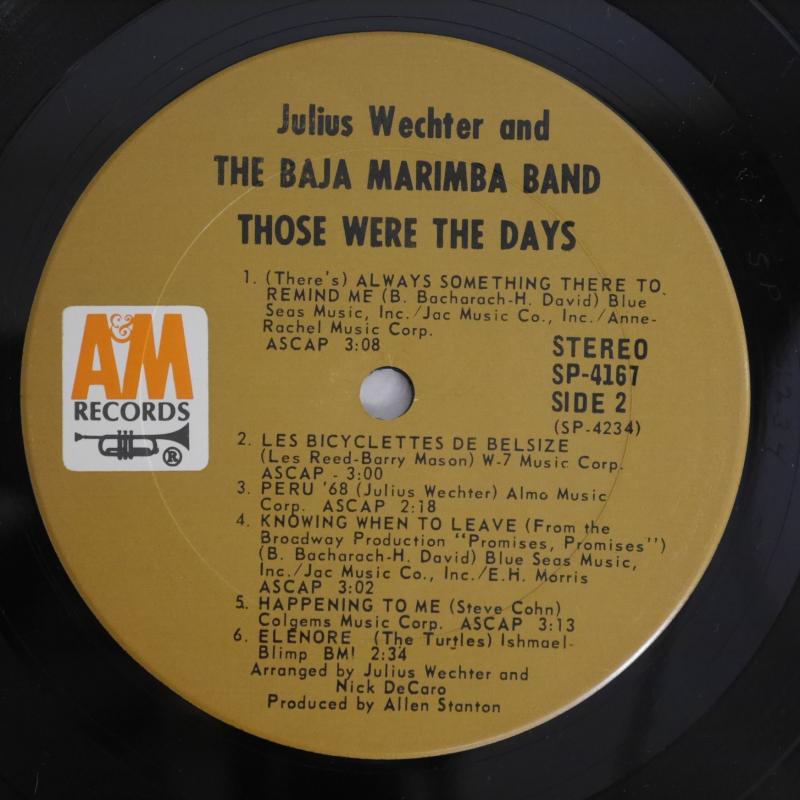 Julius Wechter and
THE BAJA MARIMBA BAND
THOSE WERE THE DAYS
1. (There's) ALWAYS SOMETHING THERE TO
REMIND ME (B. Bacharach-H. David) Blue
Seas Music, Inc./Jac Music Co., Inc./Anne-
Rachel Music Corp.
ASCAP 3:08
STEREO
SP-4167
SIDE 2
(SP-4234)
A&M
RECORDS
®
2. LES BICYCLETTES DE BELSIZE
(Les Reed-Barry Mason) W-7 Music Corp.
ASCAP - 3:00
3. PERU '68 (Julius Wechter) Almo Music
Corp. ASCAP 2:18
4. KNOWING WHEN TO LEAVE (From the
Broadway Production "Promises, Promises")
(B. Bacharach-H. David) Blue Seas Music,
Inc./Jac Music Co., Inc./E.H. Morris
ASCAP 3:02
5. HAPPENING TO ME (Steve Cohn)
Colgems Music Corp. ASCAP 3:13
6. ELENORE (The Turtles) Ishmael-
Blimp BMI 2:34
Arranged by Julius Wechter and
Nick DeCaro
Produced by Allen Stanton